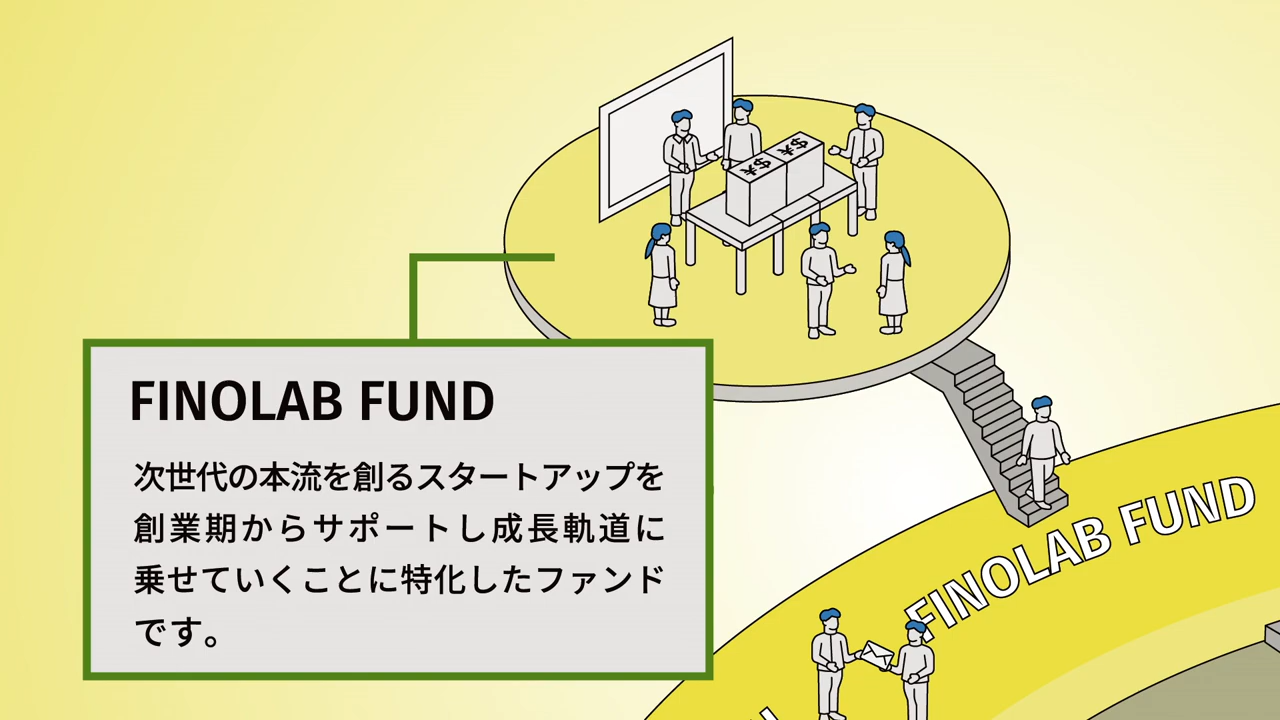 FINOLAB FUND
次世代の本流を創るスタートアップを
創業期からサポートし成長軌道に
乗せていくことに特化したファンド
です。
FINOLAB FUND